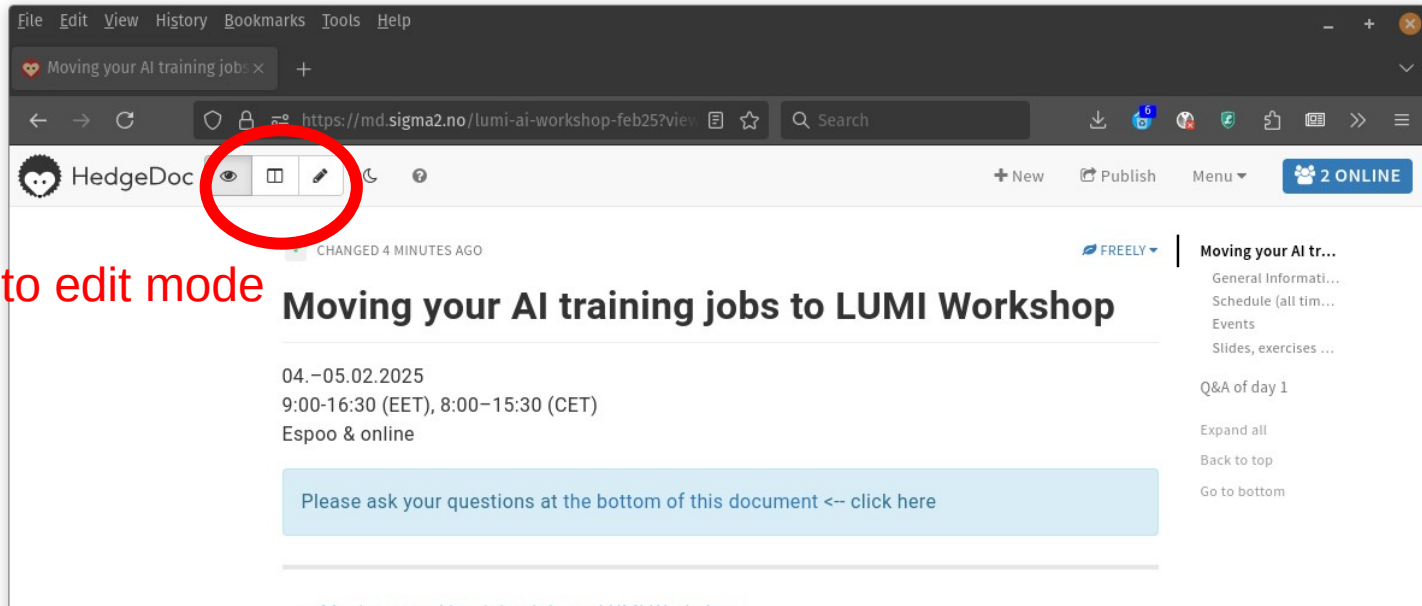 File Edit View History Bookmarks Tools Help
Moving your AI training jobs
https://md.sigma2.no/lumi-ai-workshop-feb25?view
Search
6
HedgeDoc
New
Publish
Menu
2 ONLINE
CHANGED 4 MINUTES AGO
FREELY
to edit mode
Moving your AI training jobs to LUMI Workshop
04.–05.02.2025
9:00-16:30 (EET), 8:00–15:30 (CET)
Espoo & online
Please ask your questions at the bottom of this document <-- click here
Moving your AI tr...
General Informati...
Schedule (all tim...
Events
Slides, exercises ...
Q&A of day 1
Expand all
Back to top
Go to bottom